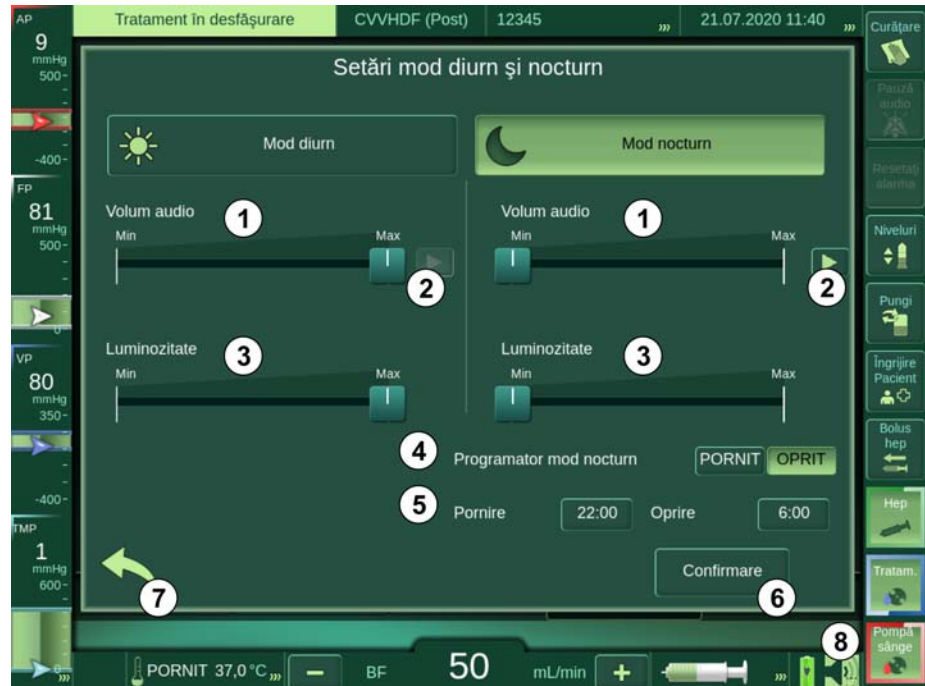 AP
Tratament în desfăşurare
CVVHDF (Post)
12345
21.07.2020 11:40
9
mmHg
500
-400
FP
81
mmHg
500
0
VP
80
mmHg
350
-400
TMP
1
mmHg
600
0
Setări mod diurn şi nocturn
Mod diurn
Mod nocturn
Volum audio
1
Min
Max
2
Volum audio
1
Min
Max
2
Luminozitate
3
Min
Max
Luminozitate
3
Min
Max
4
Programator mod nocturn
PORNIT
OPRIT
5
Pornire
22:00
Oprire
6:00
Confirmare
6
7
8
PORNIT 37,0 °C
BF
50
mL/min
Curăţare
Pauză
audio
Resetaţi
alarma
Niveluri
Pungi
Îngrijire
Pacient
Bolus
hep
Hep
Tratam.
Pompă
sânge